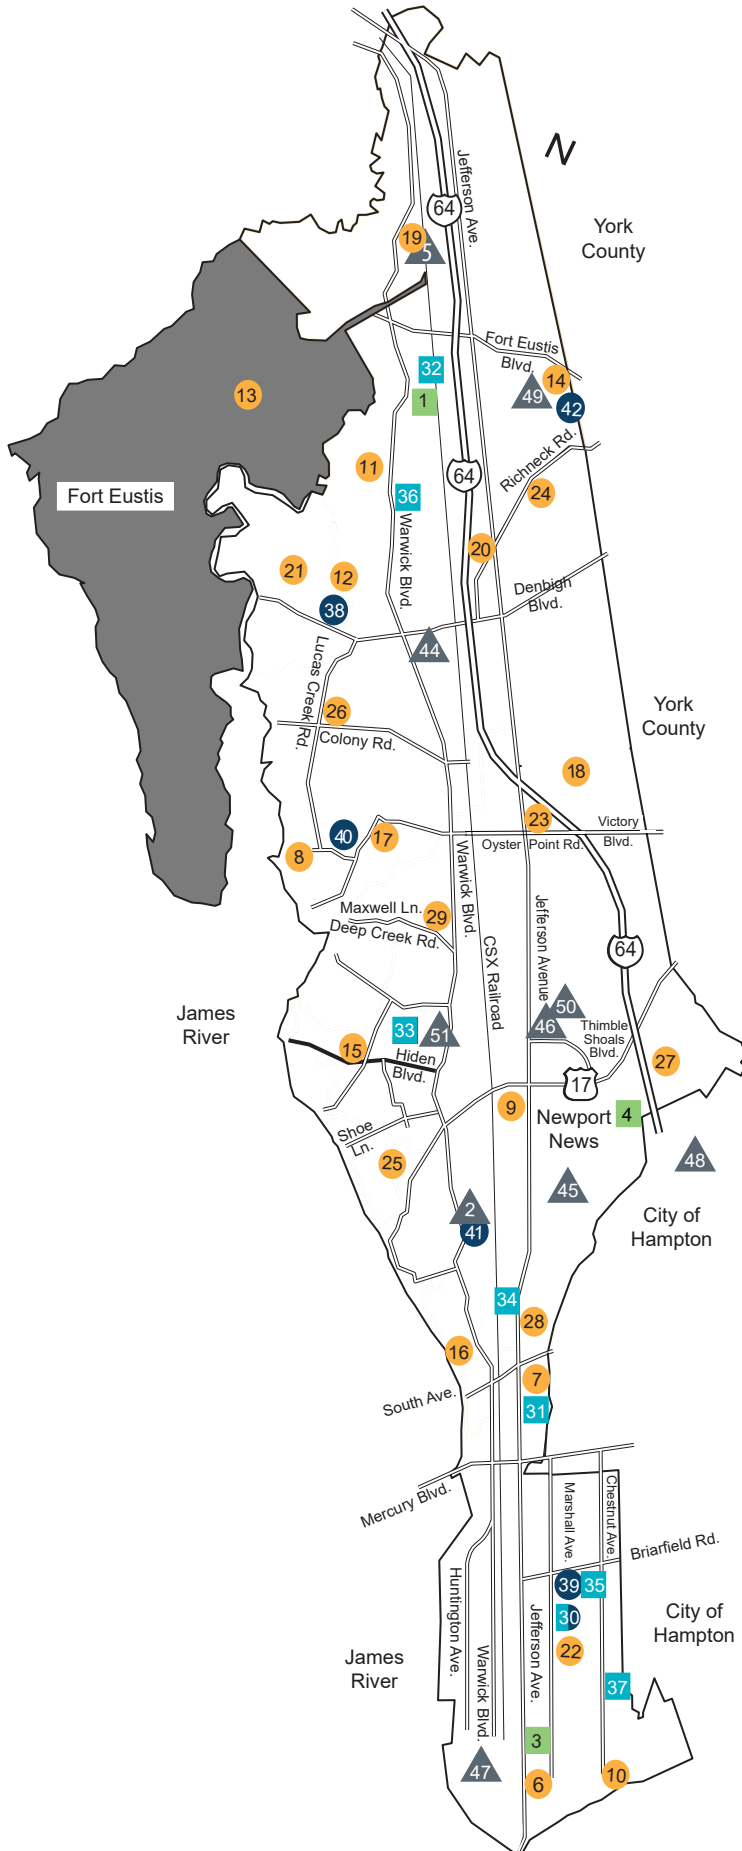 N
64
Jefferson Ave.
York
County
19
5
Fort Eustis
Blvd.
32
14
49
42
1
13
Richneck Rd.
11
64
24
Fort Eustis
36
Warwick Blvd.
20
21
12
Denbigh
Blvd.
38
44
Lucas Creek Rd.
26
York
County
Colony Rd.
18
23
Victory
Blvd.
40
17
Oyster Point Rd.
8
Warwick Blvd.
Maxwell Ln.
29
Deep Creek Rd.
Jefferson Avenue
CSX Railroad
64
James
River
50
46
33
51
Thimble
Shoals
Blvd.
15
Hiden
Blvd.
27
17
9
Newport
News
4
Shoe
Ln.
25
48
45
2
41
City of
Hampton
34
28
16
7
South Ave.
31
Mercury Blvd.
Marshall Ave.
Chestnut Ave.
Briarfield Rd.
39
35
Huntington Ave.
Jefferson Ave.
30
City of
Hampton
22
James
River
Warwick Blvd.
37
3
47
6
10